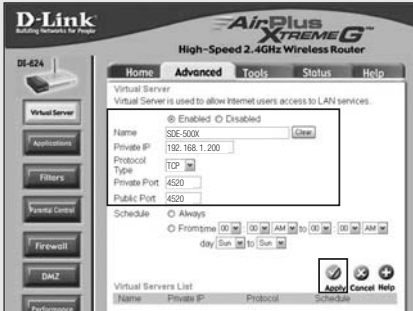 D-Link
Building Networks for People
AirPlus
XTREME G™
High-Speed 2.4GHz Wireless Router
DI-624
Home Advanced Tools Status Help
Virtual Server
Virtual Server is used to allow Internet users access to LAN services.
Enabled Disabled
Name SDE-500X Clear
Private IP 192.168.1.200
Protocol Type TCP
Private Port 4520
Public Port 4520
Schedule Always
From time 00 : 00 AM to 00 : 00 AM
day Sun to Sun
Apply Cancel Help
Virtual Servers List
Name Private IP Protocol Schedule
Virtual Server
Applications
Filters
Parental Control
Firewall
DMZ
Performance